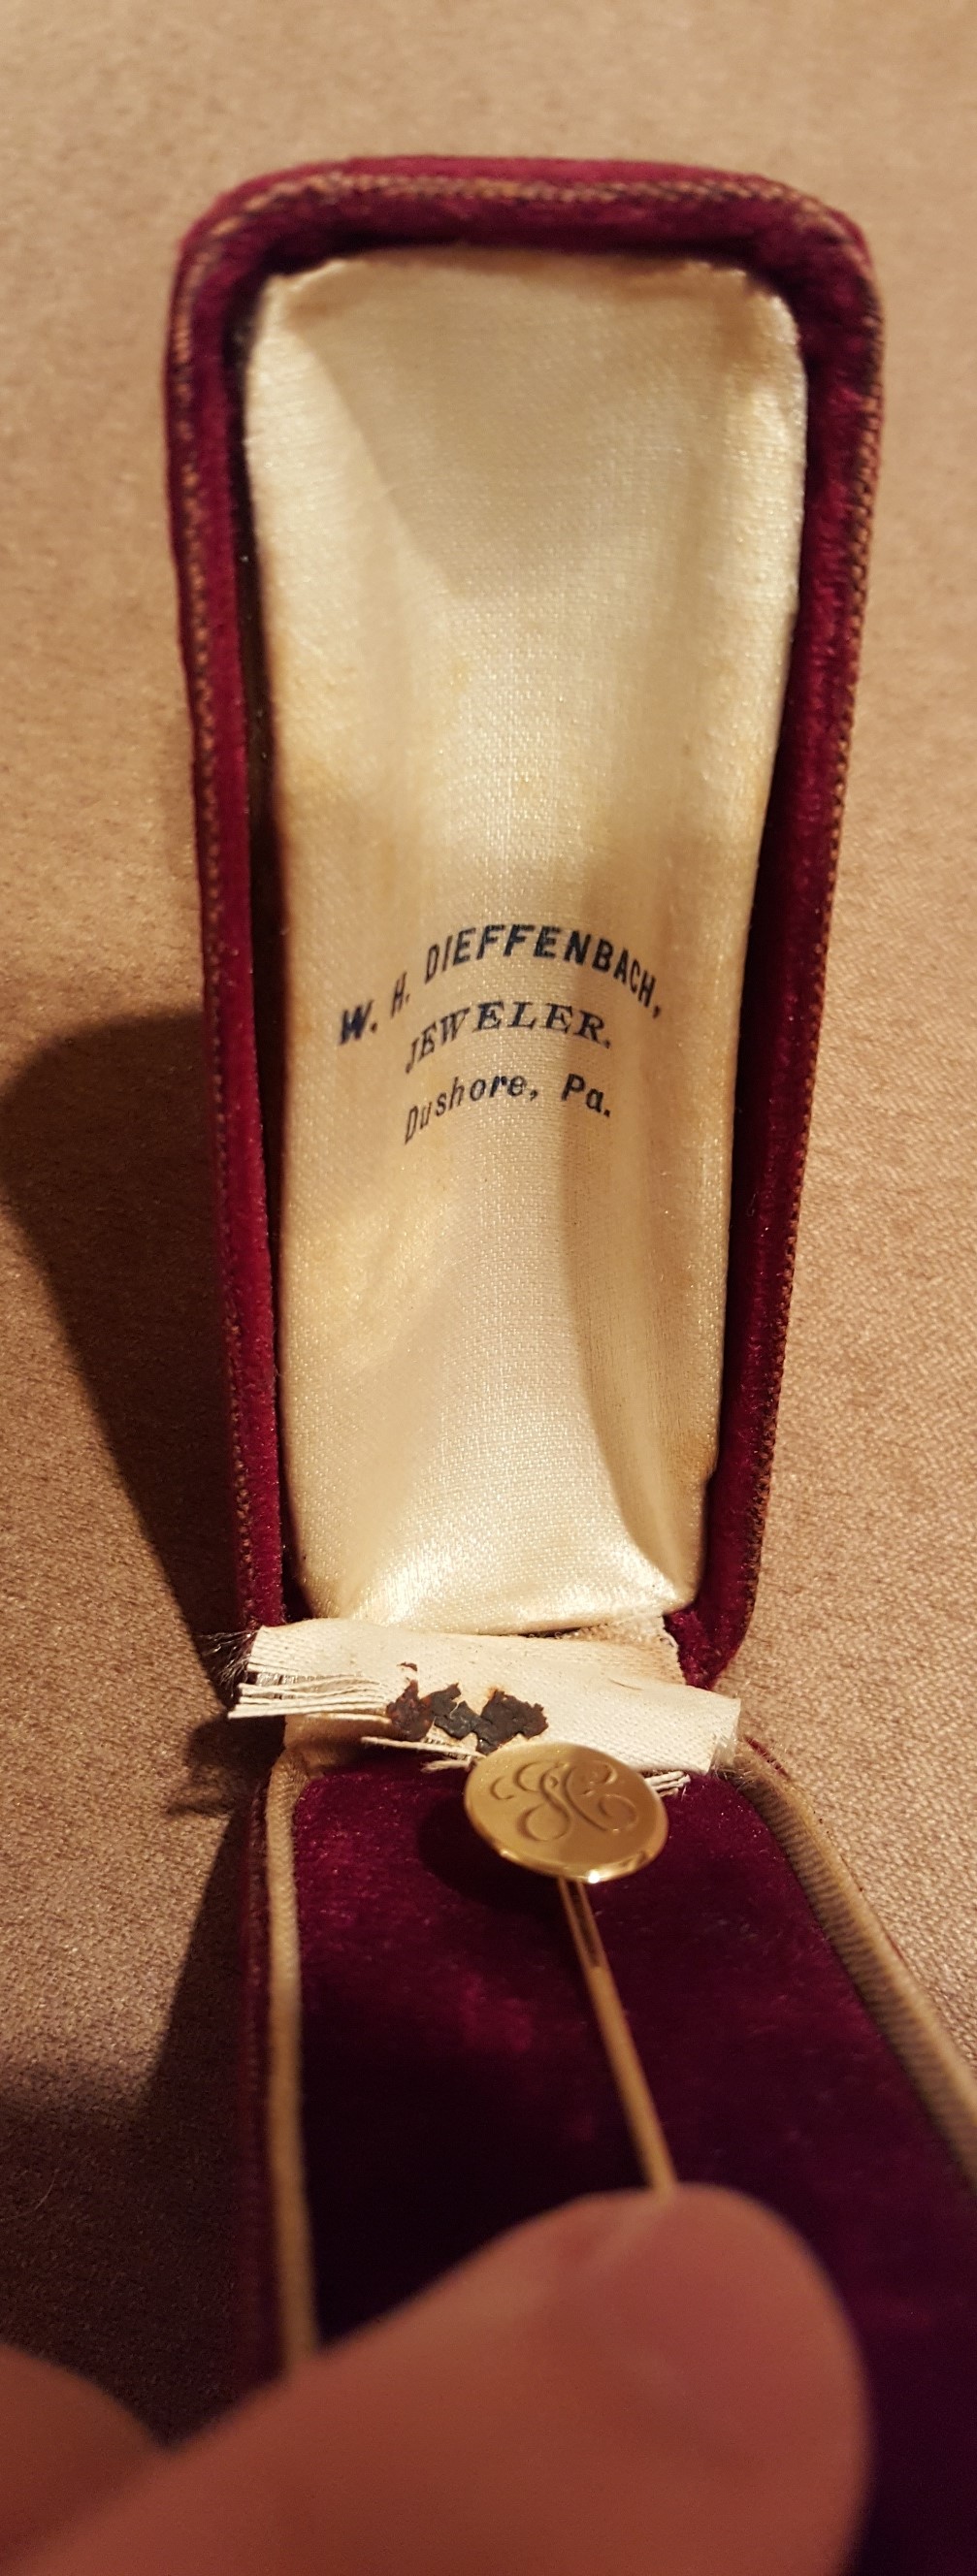 W. H. DIEFFENBACH,
JEWELER.
Dushore, Pa.